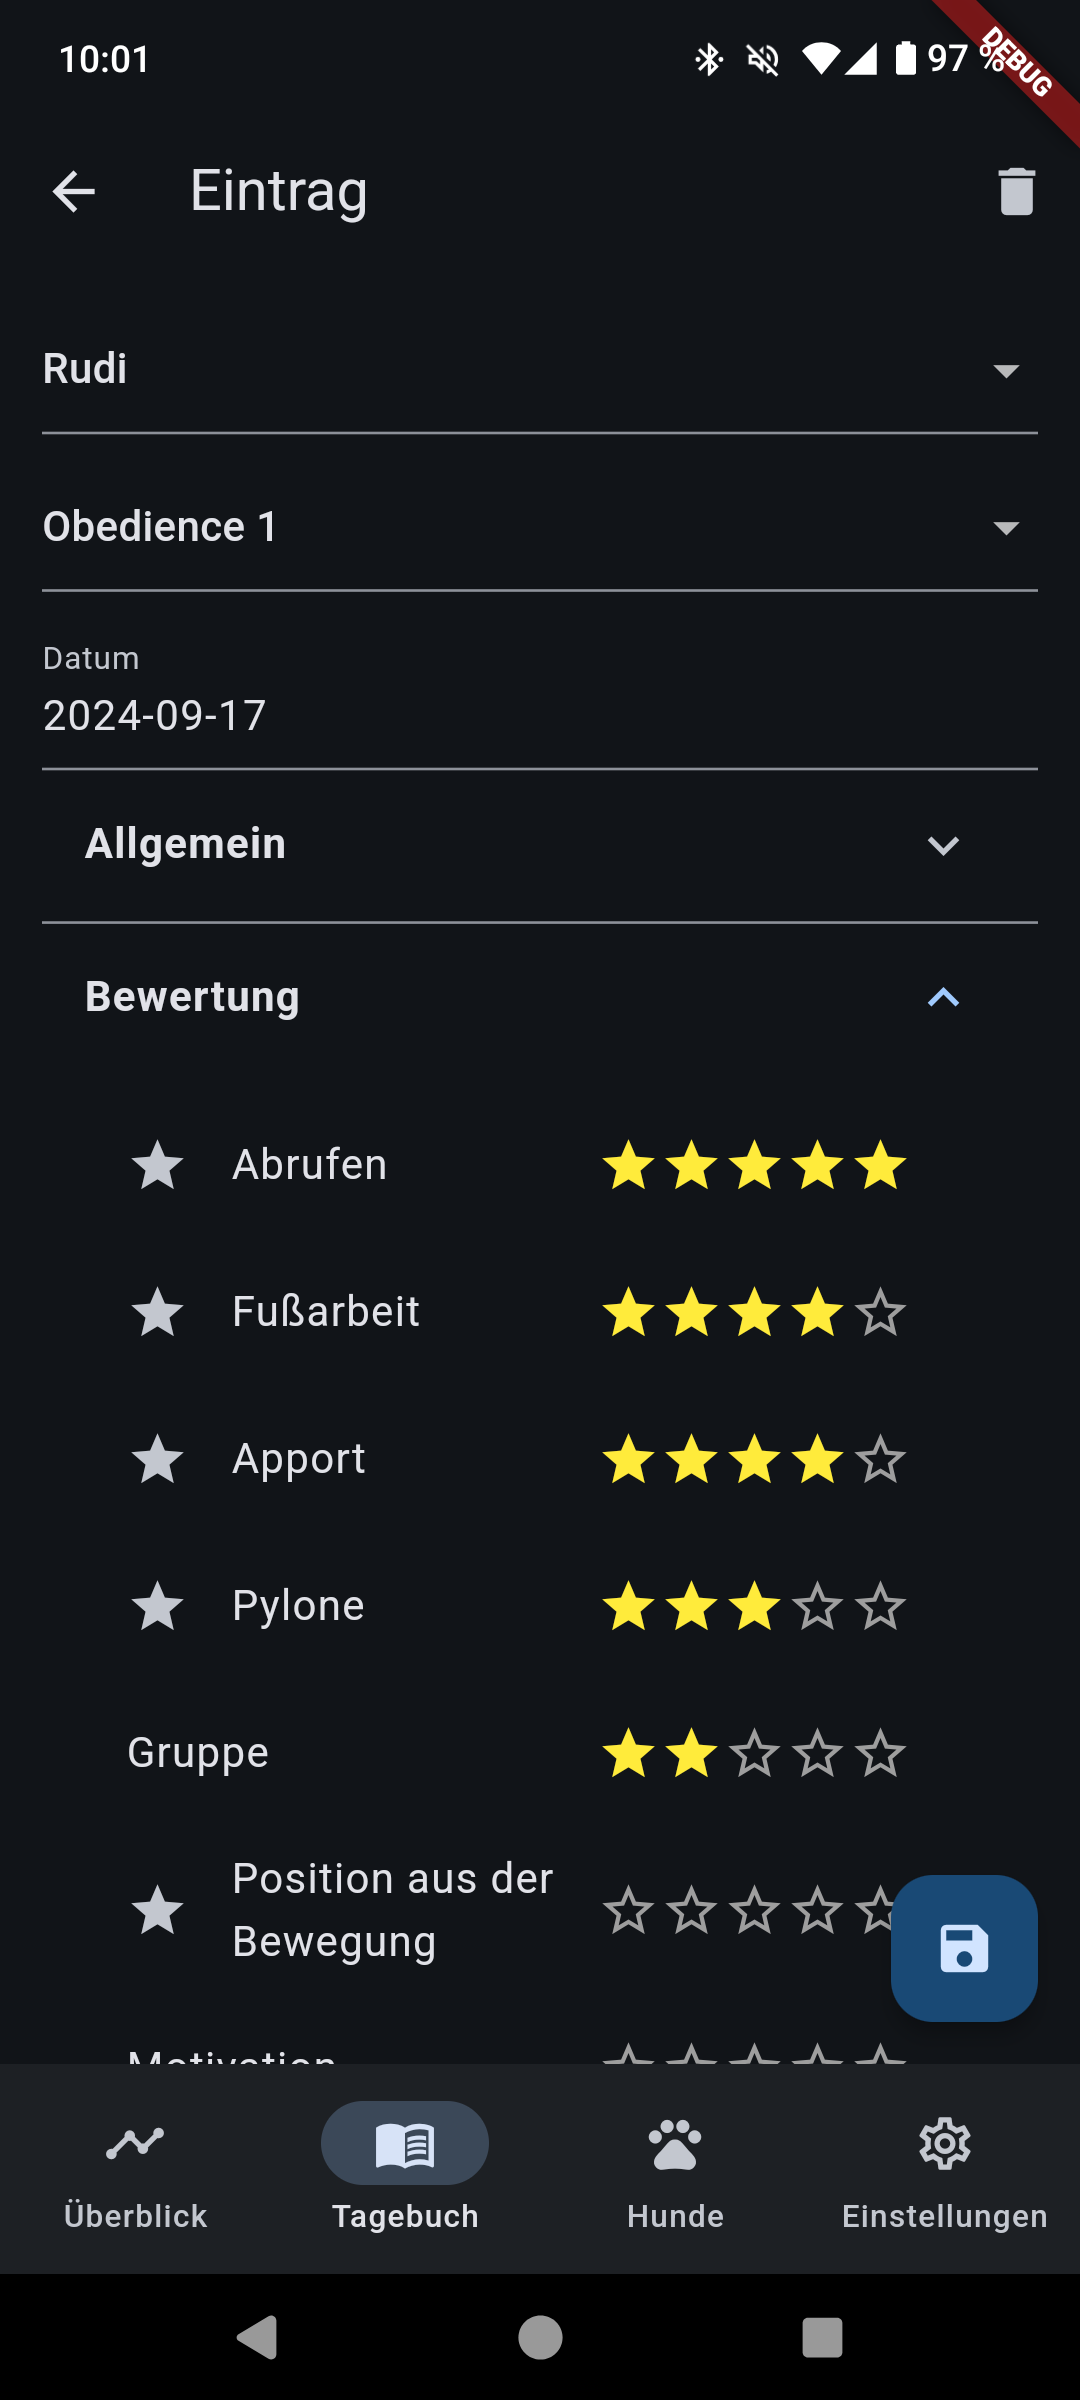 10:01
97 %
DEBUG
Eintrag
Rudi
Obedience 1
Datum
2024-09-17
Allgemein
Bewertung
Abrufen
Fußarbeit
Apport
Pylone
Gruppe
Position aus der
Bewegung
Motivation
Überblick
Tagebuch
Hunde
Einstellungen